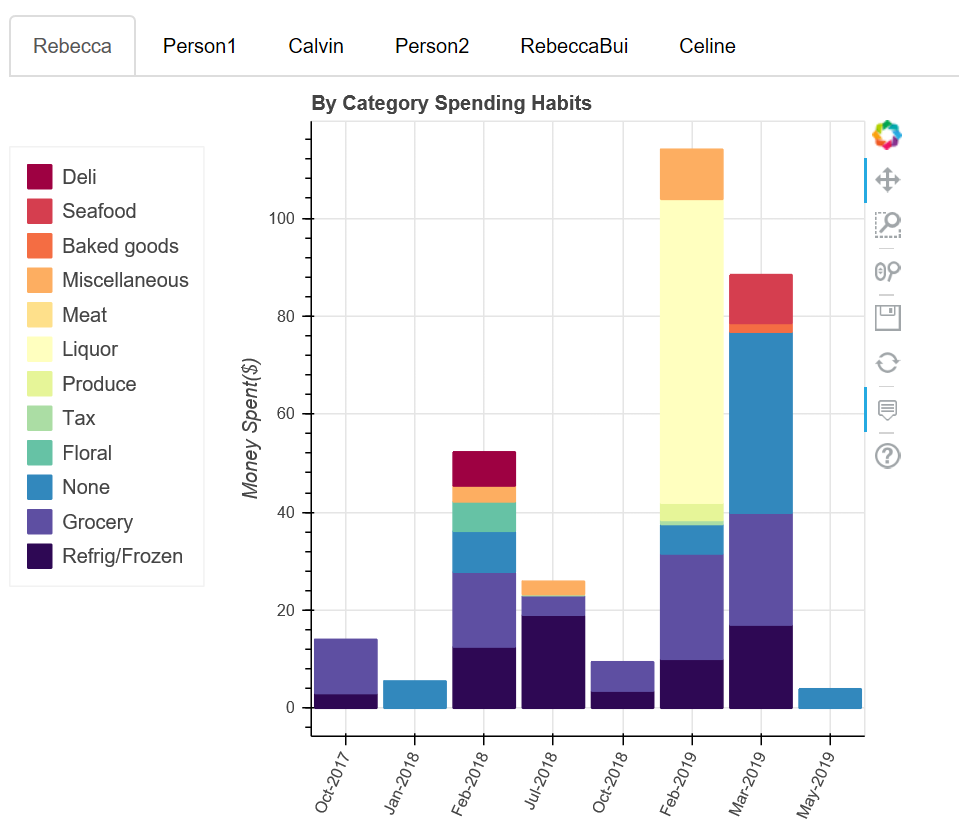 Rebecca Person1 Calvin Person2 RebeccaBui Celine
By Category Spending Habits
Deli
Seafood
Baked goods
Miscellaneous
Meat
Liquor
Produce
Tax
Floral
None
Grocery
Refrig/Frozen
Money Spent($)
100
80
60
40
20
0
Oct-2017
Jan-2018
Feb-2018
Jul-2018
Oct-2018
Feb-2019
Mar-2019
May-2019
?